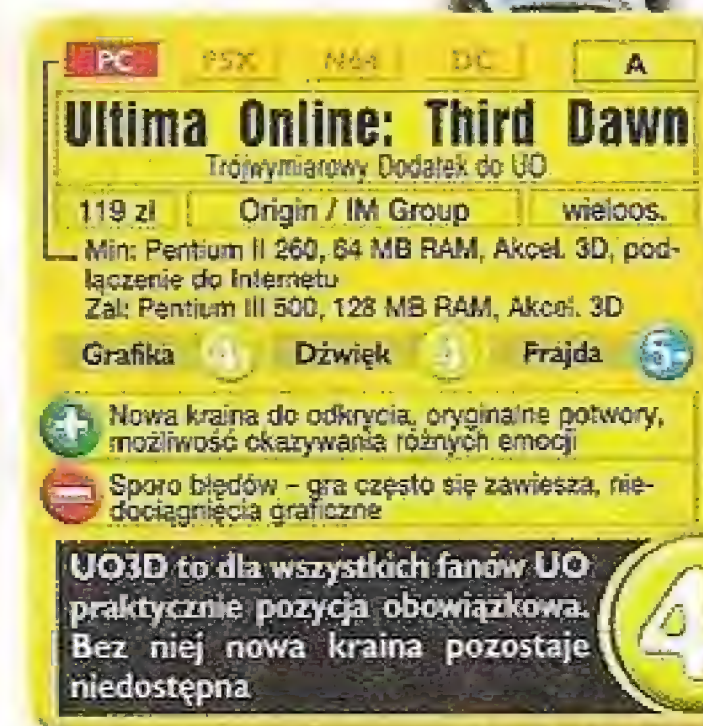 PC PSX N64 DC A
Ultima Online: Third Dawn
Trójwymiarowy Dodatek do UO
119 zl Origin / IM Group wieloos.
Min: Pentium II 260, 64 MB RAM, Akcel. 3D, pod-
łączenie do Internetu
Zal: Pentium III 500, 128 MB RAM, Akcel. 3D
Grafika 4 Dźwięk Frajda 5-
Nowa kraina do odkrycia, oryginalne potwory,
możliwość okazywania różnych emocji
Sporo błędów – gra często się zawiesza, nie-
dociągnięcia graficzne
UO3D to dla wszystkich fanów UO
praktycznie pozycja obowiązkowa.
Bez niej nowa kraina pozostaje
niedostępna
4